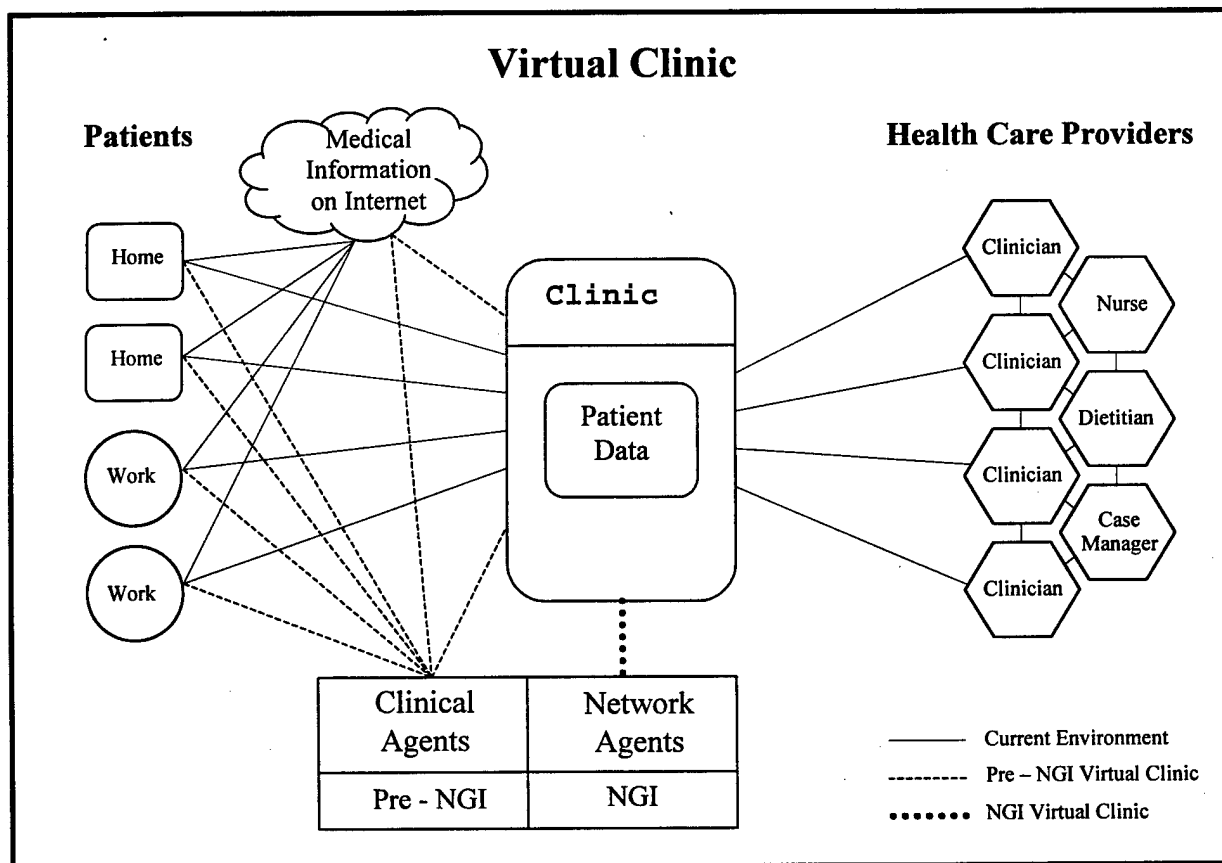 Virtual Clinic
Patients
Medical
Information
on Internet
Health Care Providers
Home
Home
Work
Work
Clinic
Patient
Data
Clinician
Nurse
Clinician
Dietitian
Clinician
Case
Manager
Clinician
Clinical
Agents
Network
Agents
Pre - NGI
NGI
Current Environment
Pre – NGI Virtual Clinic
NGI Virtual Clinic